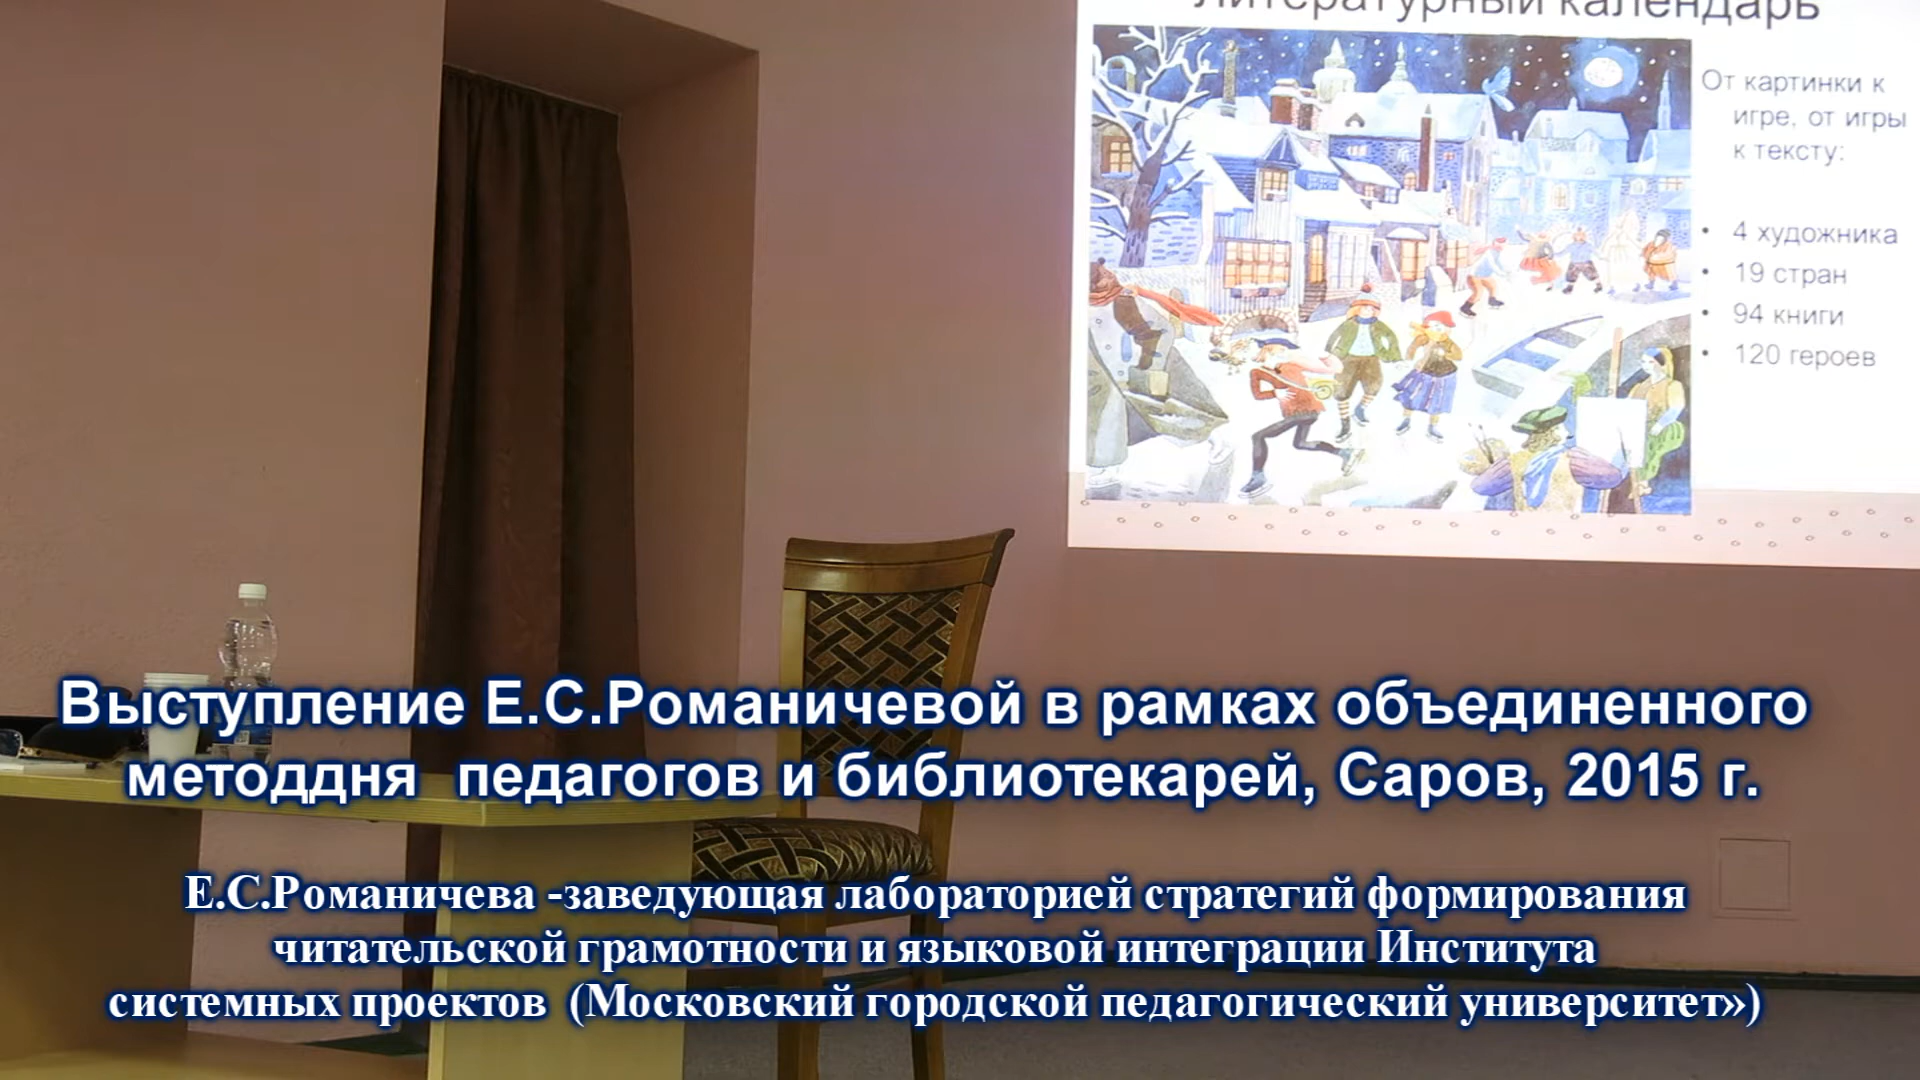 Литературный календарь
От картинки к
игре, от игры
к тексту:
• 4 художника
• 19 стран
• 94 книги
• 120 героев
Выступление Е.С.Романичевой в рамках объединенного
методдня  педагогов и библиотекарей, Саров, 2015 г.
Е.С.Романичева -заведующая лабораторией стратегий формирования
читательской грамотности и языковой интеграции Института
системных проектов  (Московский городской педагогический университет»)